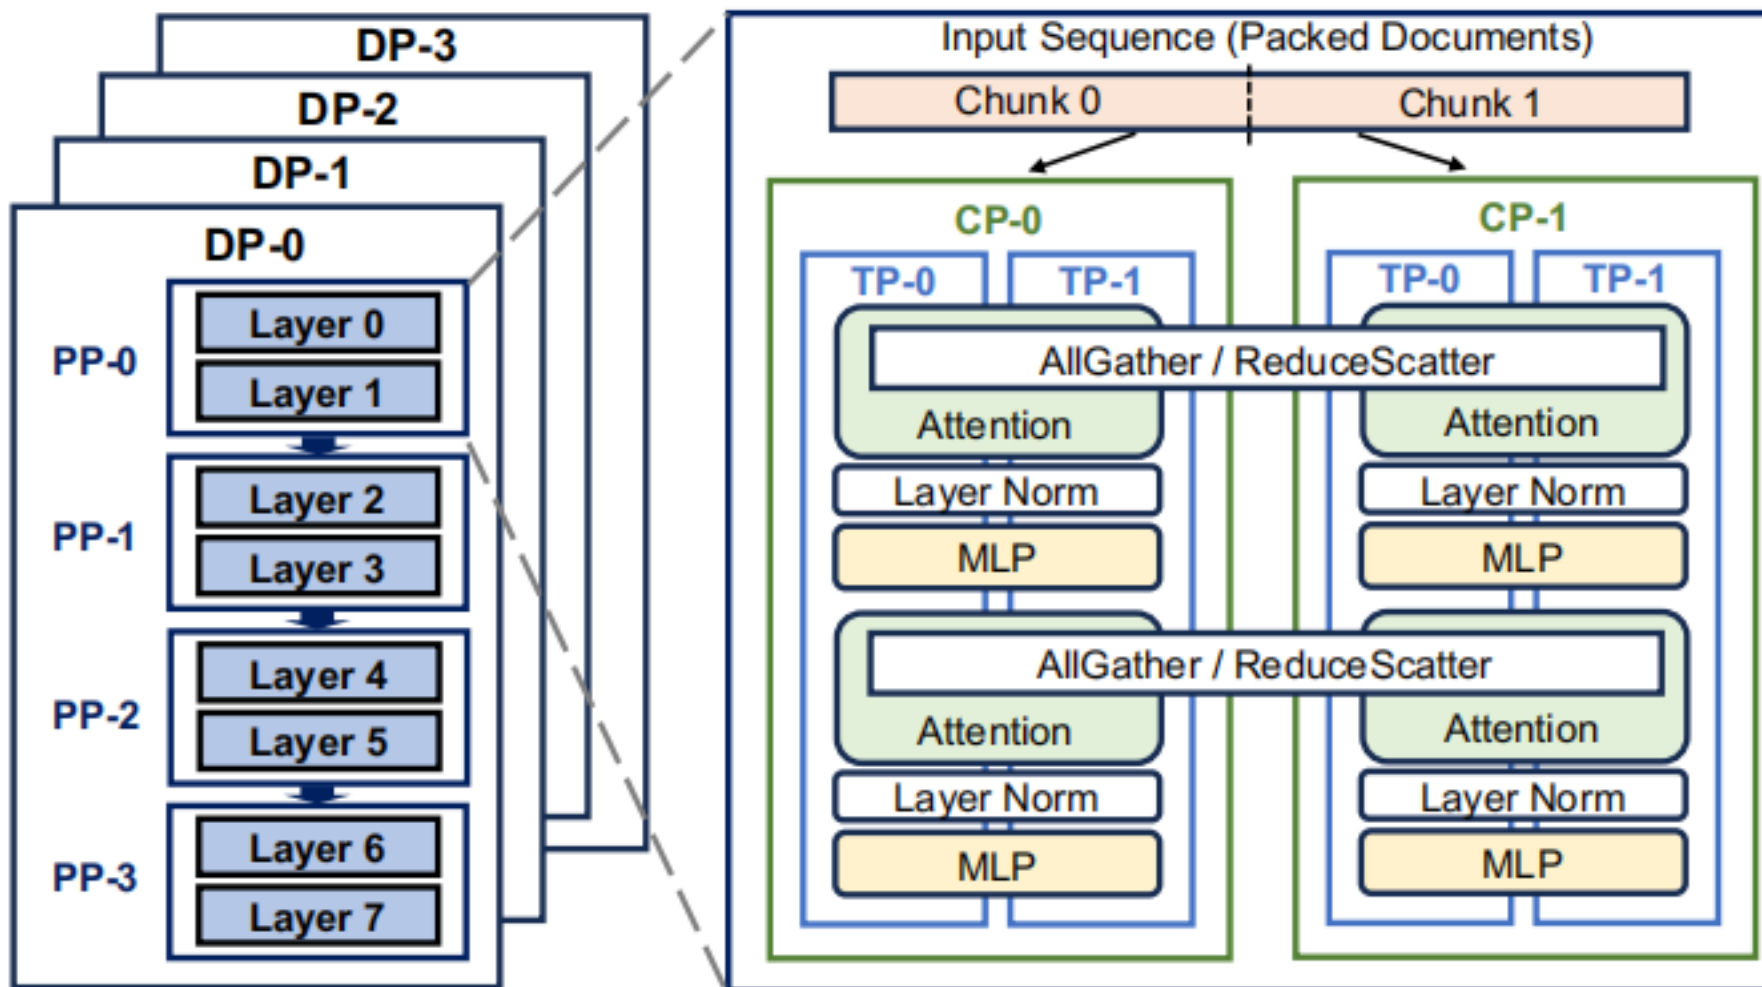 DP-3
DP-2
DP-1
DP-0
PP-0
Layer 0
Layer 1
PP-1
Layer 2
Layer 3
PP-2
Layer 4
Layer 5
PP-3
Layer 6
Layer 7
Input Sequence (Packed Documents)
Chunk 0 Chunk 1
CP-0 CP-1
TP-0 TP-1 TP-0 TP-1
AllGather / ReduceScatter
Attention Attention
Layer Norm Layer Norm
MLP MLP
AllGather / ReduceScatter
Attention Attention
Layer Norm Layer Norm
MLP MLP